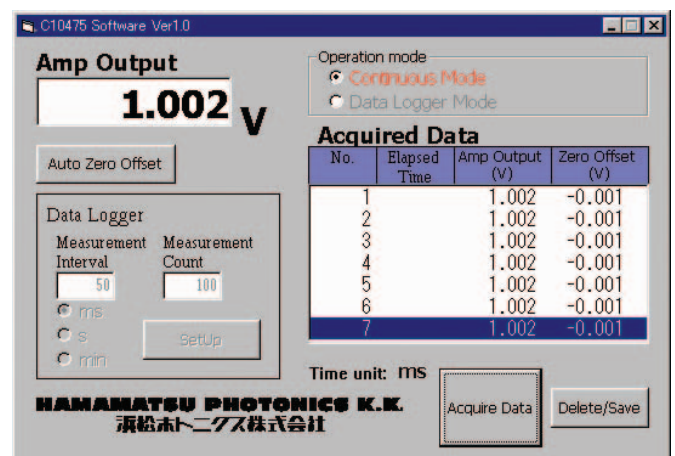 C10475 Software Ver1.0
Amp Output
1.002 V
Auto Zero Offset
Data Logger
Measurement Interval
Measurement Count
50
100
ms
s
min
SetUp
Operation mode
Continuous Mode
Data Logger Mode
Acquired Data
No. Elapsed Time Amp Output (V) Zero Offset (V)
1 1.002 -0.001
2 1.002 -0.001
3 1.002 -0.001
4 1.002 -0.001
5 1.002 -0.001
6 1.002 -0.001
7 1.002 -0.001
Time unit: ms
Acquire Data
Delete/Save
HAMAMATSU PHOTONICS K.K.
浜松ホトニクス株式会社